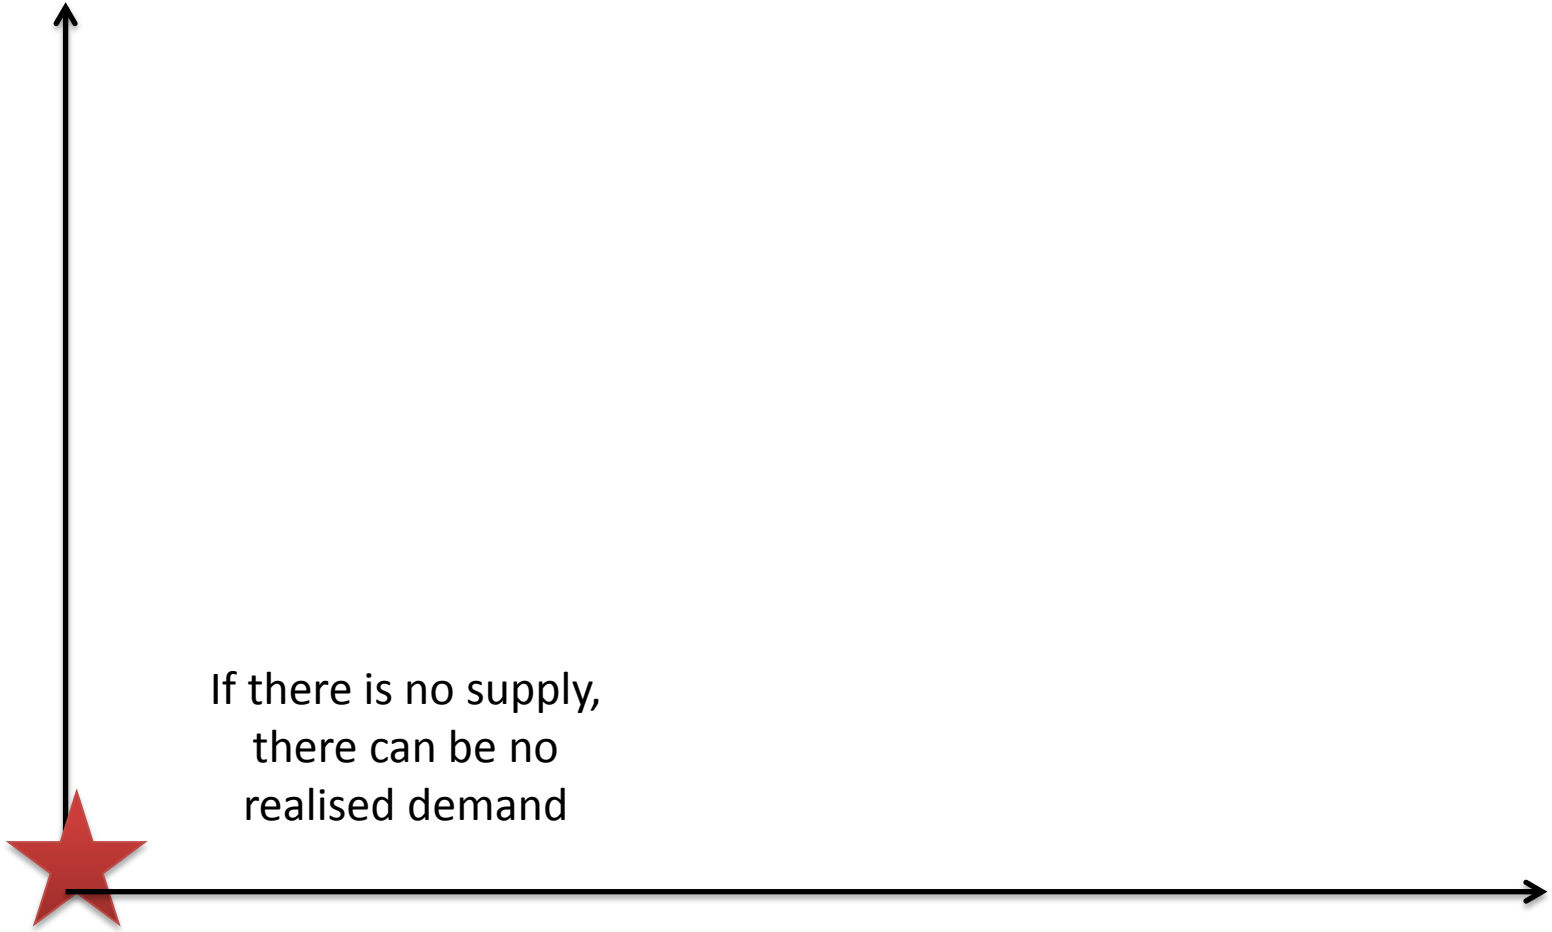 If there is no supply,
there can be no
realised demand